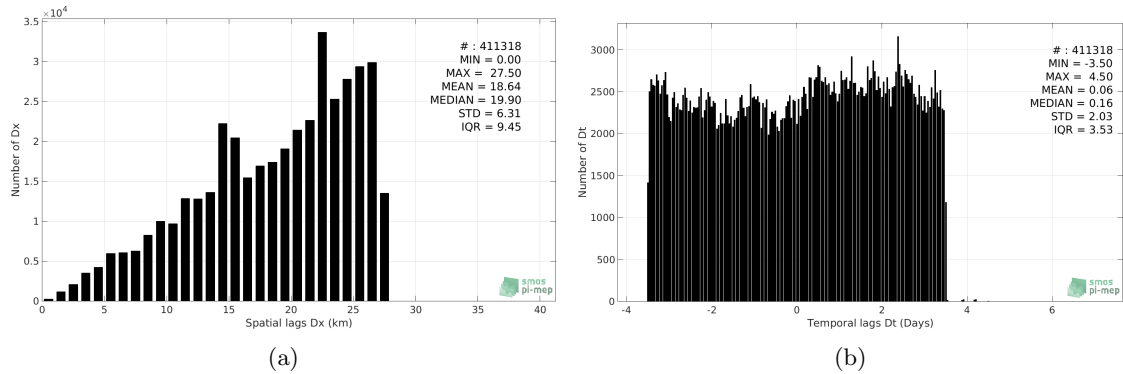 ×10⁴
3.5
3
2.5
2
1.5
1
0.5
0
Number of Dx
# : 411318
MIN = 0.00
MAX = 27.50
MEAN = 18.64
MEDIAN = 19.90
STD = 6.31
IQR = 9.45
smos
pi-mep
0 5 10 15 20 25 30 35 40
Spatial lags Dx (km)
(a)
3000
2500
2000
1500
1000
500
0
Number of Dt
# : 411318
MIN = -3.50
MAX = 4.50
MEAN = 0.06
MEDIAN = 0.16
STD = 2.03
IQR = 3.53
smos
pi-mep
-4 -2 0 2 4 6
Temporal lags Dt (Days)
(b)